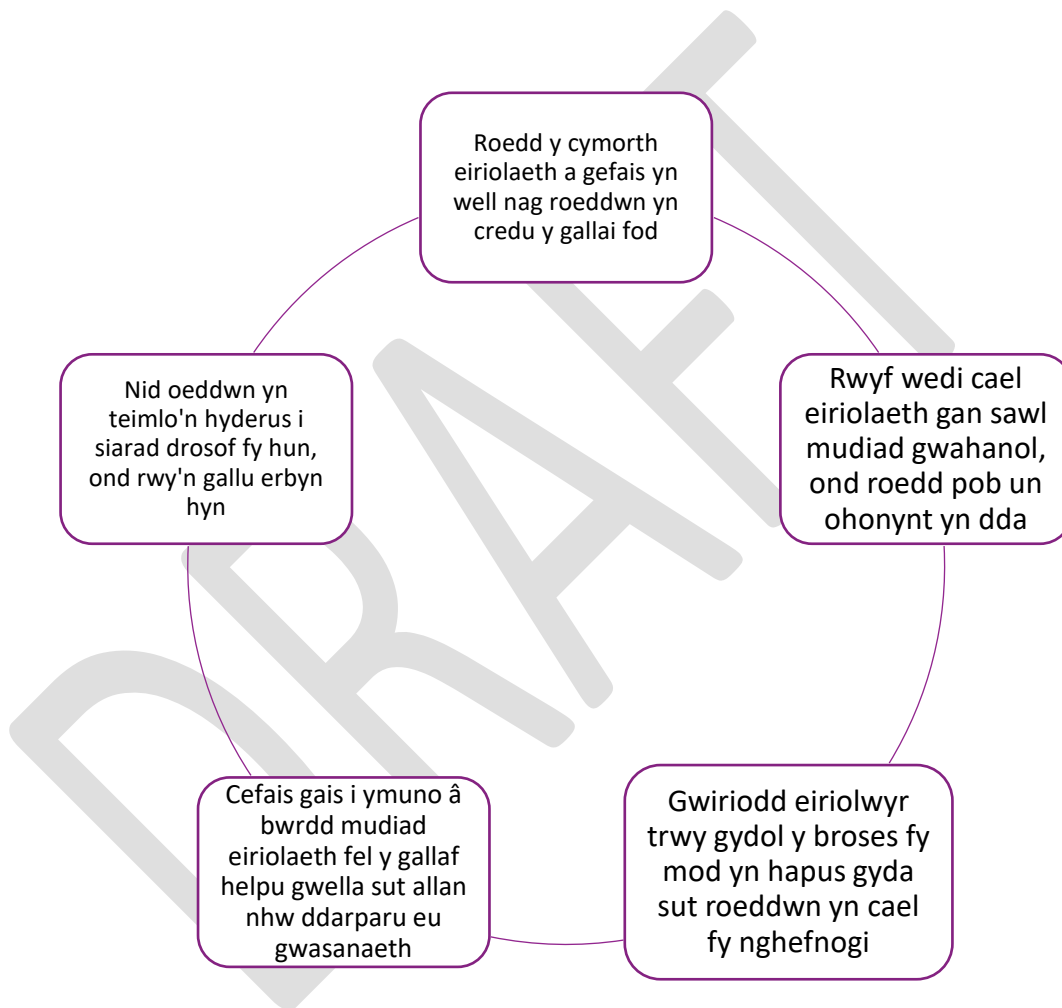 Roedd y cymorth
eiriolaeth a gefais yn
well nag roeddwn yn
credu y gallai fod
Rwyf wedi cael
eiriolaeth gan sawl
mudiad gwahanol,
ond roedd pob un
ohonynt yn dda
Gwiriodd eiriolwyr
trwy gydol y broses fy
mod yn hapus gyda
sut roeddwn yn cael
fy nghefnogi
Cefais gais i ymuno â
bwrdd mudiad
eiriolaeth fel y gallaf
helpu gwella sut allan
nhw ddarparu eu
gwasanaeth
Nid oeddwn yn
teimlo'n hyderus i
siarad drosof fy hun,
ond rwy'n gallu erbyn
hyn
DRAFT